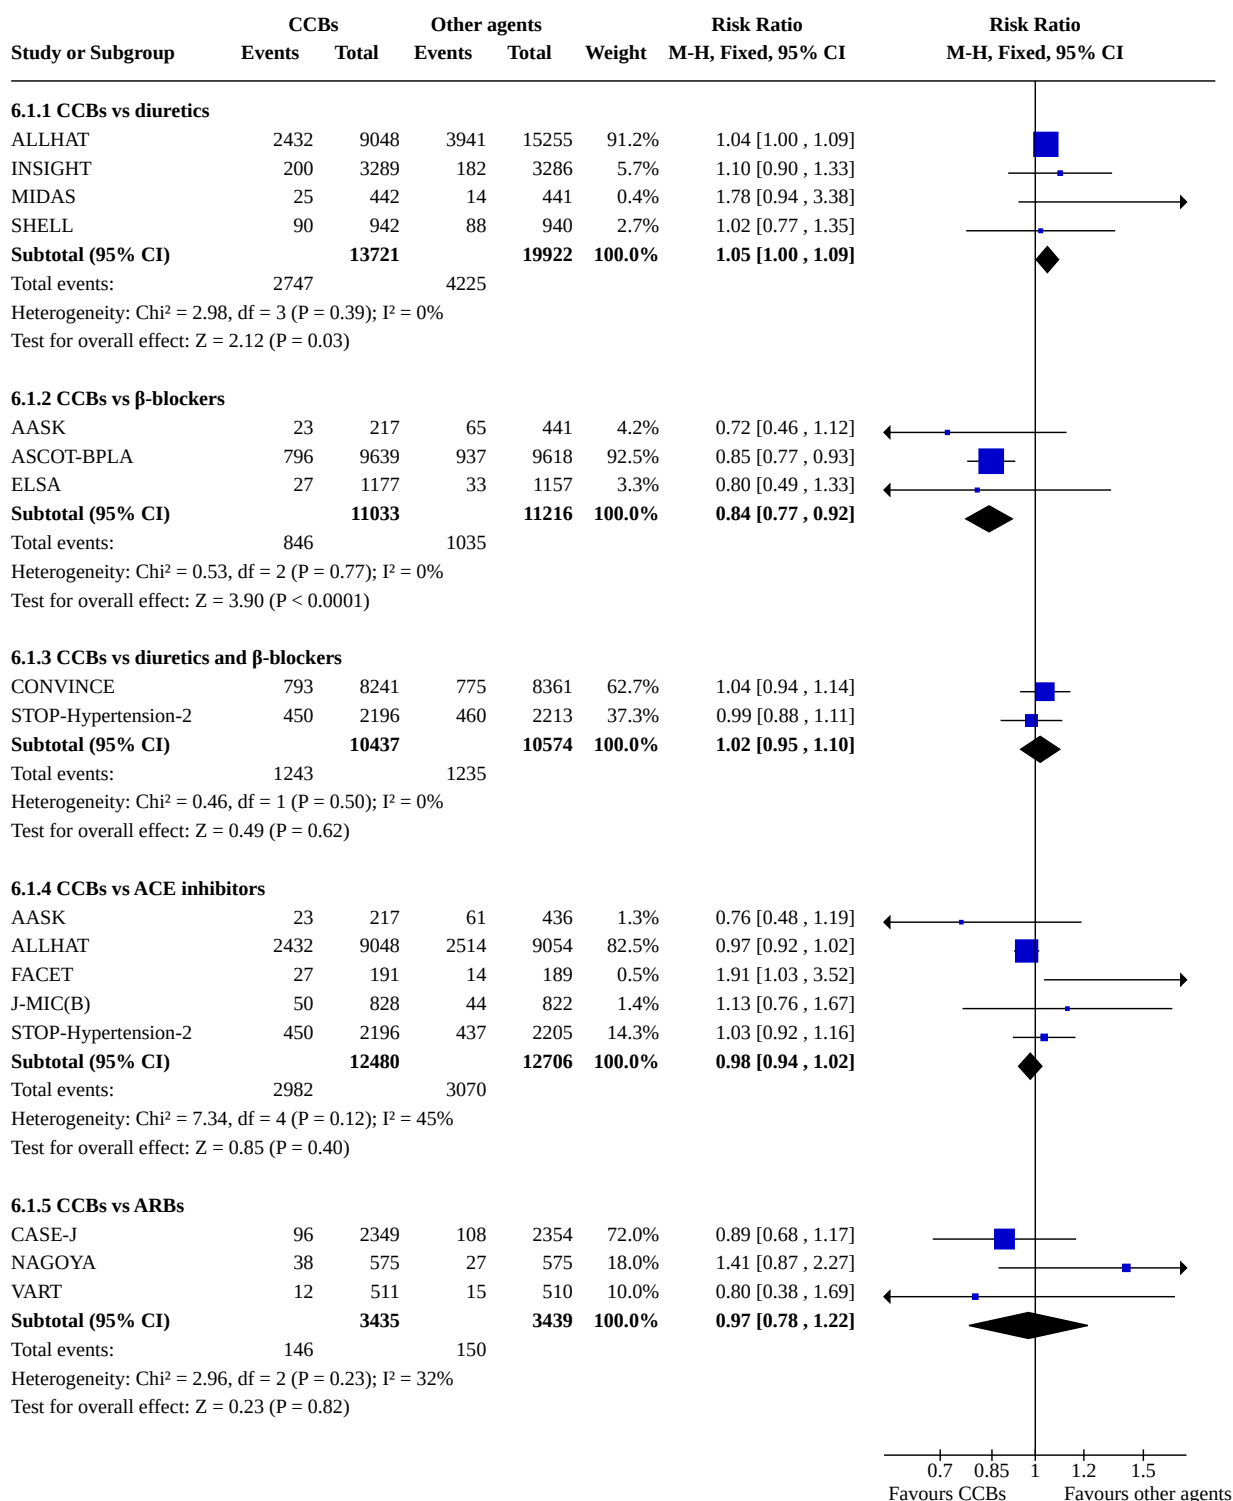 CCBs Other agents Risk Ratio Risk Ratio
Study or Subgroup Events Total Events Total Weight M-H, Fixed, 95% CI M-H, Fixed, 95% CI
6.1.1 CCBs vs diuretics
ALLHAT 2432 9048 3941 15255 91.2% 1.04 [1.00 , 1.09]
INSIGHT 200 3289 182 3286 5.7% 1.10 [0.90 , 1.33]
MIDAS 25 442 14 441 0.4% 1.78 [0.94 , 3.38]
SHELL 90 942 88 940 2.7% 1.02 [0.77 , 1.35]
Subtotal (95% CI) 13721 19922 100.0% 1.05 [1.00 , 1.09]
Total events: 2747 4225
Heterogeneity: Chi² = 2.98, df = 3 (P = 0.39); I² = 0%
Test for overall effect: Z = 2.12 (P = 0.03)
6.1.2 CCBs vs β-blockers
AASK 23 217 65 441 4.2% 0.72 [0.46 , 1.12]
ASCOT-BPLA 796 9639 937 9618 92.5% 0.85 [0.77 , 0.93]
ELSA 27 1177 33 1157 3.3% 0.80 [0.49 , 1.33]
Subtotal (95% CI) 11033 11216 100.0% 0.84 [0.77 , 0.92]
Total events: 846 1035
Heterogeneity: Chi² = 0.53, df = 2 (P = 0.77); I² = 0%
Test for overall effect: Z = 3.90 (P < 0.0001)
6.1.3 CCBs vs diuretics and β-blockers
CONVINCE 793 8241 775 8361 62.7% 1.04 [0.94 , 1.14]
STOP-Hypertension-2 450 2196 460 2213 37.3% 0.99 [0.88 , 1.11]
Subtotal (95% CI) 10437 10574 100.0% 1.02 [0.95 , 1.10]
Total events: 1243 1235
Heterogeneity: Chi² = 0.46, df = 1 (P = 0.50); I² = 0%
Test for overall effect: Z = 0.49 (P = 0.62)
6.1.4 CCBs vs ACE inhibitors
AASK 23 217 61 436 1.3% 0.76 [0.48 , 1.19]
ALLHAT 2432 9048 2514 9054 82.5% 0.97 [0.92 , 1.02]
FACET 27 191 14 189 0.5% 1.91 [1.03 , 3.52]
J-MIC(B) 50 828 44 822 1.4% 1.13 [0.76 , 1.67]
STOP-Hypertension-2 450 2196 437 2205 14.3% 1.03 [0.92 , 1.16]
Subtotal (95% CI) 12480 12706 100.0% 0.98 [0.94 , 1.02]
Total events: 2982 3070
Heterogeneity: Chi² = 7.34, df = 4 (P = 0.12); I² = 45%
Test for overall effect: Z = 0.85 (P = 0.40)
6.1.5 CCBs vs ARBs
CASE-J 96 2349 108 2354 72.0% 0.89 [0.68 , 1.17]
NAGOYA 38 575 27 575 18.0% 1.41 [0.87 , 2.27]
VART 12 511 15 510 10.0% 0.80 [0.38 , 1.69]
Subtotal (95% CI) 3435 3439 100.0% 0.97 [0.78 , 1.22]
Total events: 146 150
Heterogeneity: Chi² = 2.96, df = 2 (P = 0.23); I² = 32%
Test for overall effect: Z = 0.23 (P = 0.82)
0.7 0.85 1 1.2 1.5
Favours CCBs Favours other agents